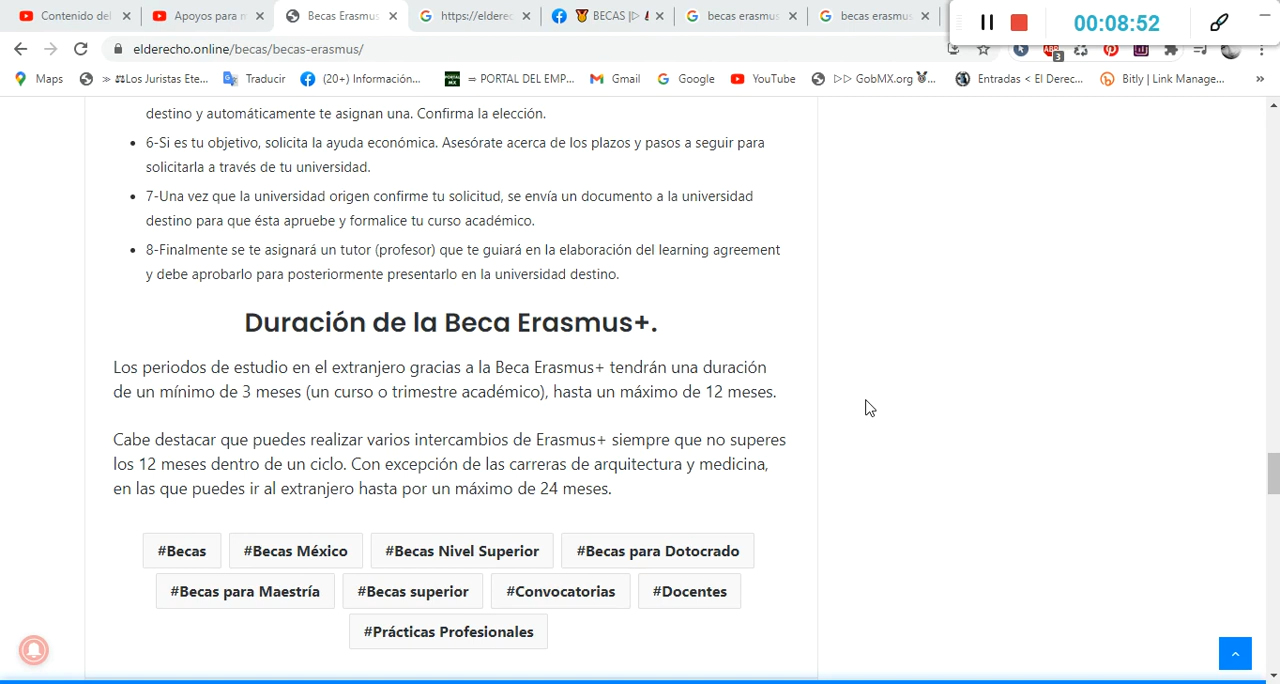 Contenido del
Apoyos para m
Becas Erasmus
https://elderec
BECAS
becas erasmus
becas erasmus
00:08:52
elderecho.online/becas/becas-erasmus/
3
Maps
» ⚖Los Juristas Ete...
Traducir
(20+) Información...
PORTAL MX
⇨ PORTAL DEL EMP...
Gmail
Google
YouTube
▷▷ GobMX.org
Entradas < El Derec...
Bitly | Link Manage...
»
destino y automáticamente te asignan una. Confirma la elección.
• 6-Si es tu objetivo, solicita la ayuda económica. Asesórate acerca de los plazos y pasos a seguir para
solicitarla a través de tu universidad.
• 7-Una vez que la universidad origen confirme tu solicitud, se envía un documento a la universidad
destino para que ésta apruebe y formalice tu curso académico.
• 8-Finalmente se te asignará un tutor (profesor) que te guiará en la elaboración del learning agreement
y debe aprobarlo para posteriormente presentarlo en la universidad destino.
Duración de la Beca Erasmus+.
Los periodos de estudio en el extranjero gracias a la Beca Erasmus+ tendrán una duración
de un mínimo de 3 meses (un curso o trimestre académico), hasta un máximo de 12 meses.
Cabe destacar que puedes realizar varios intercambios de Erasmus+ siempre que no superes
los 12 meses dentro de un ciclo. Con excepción de las carreras de arquitectura y medicina,
en las que puedes ir al extranjero hasta por un máximo de 24 meses.
#Becas #Becas México #Becas Nivel Superior #Becas para Dotocrado
#Becas para Maestría #Becas superior #Convocatorias #Docentes
#Prácticas Profesionales